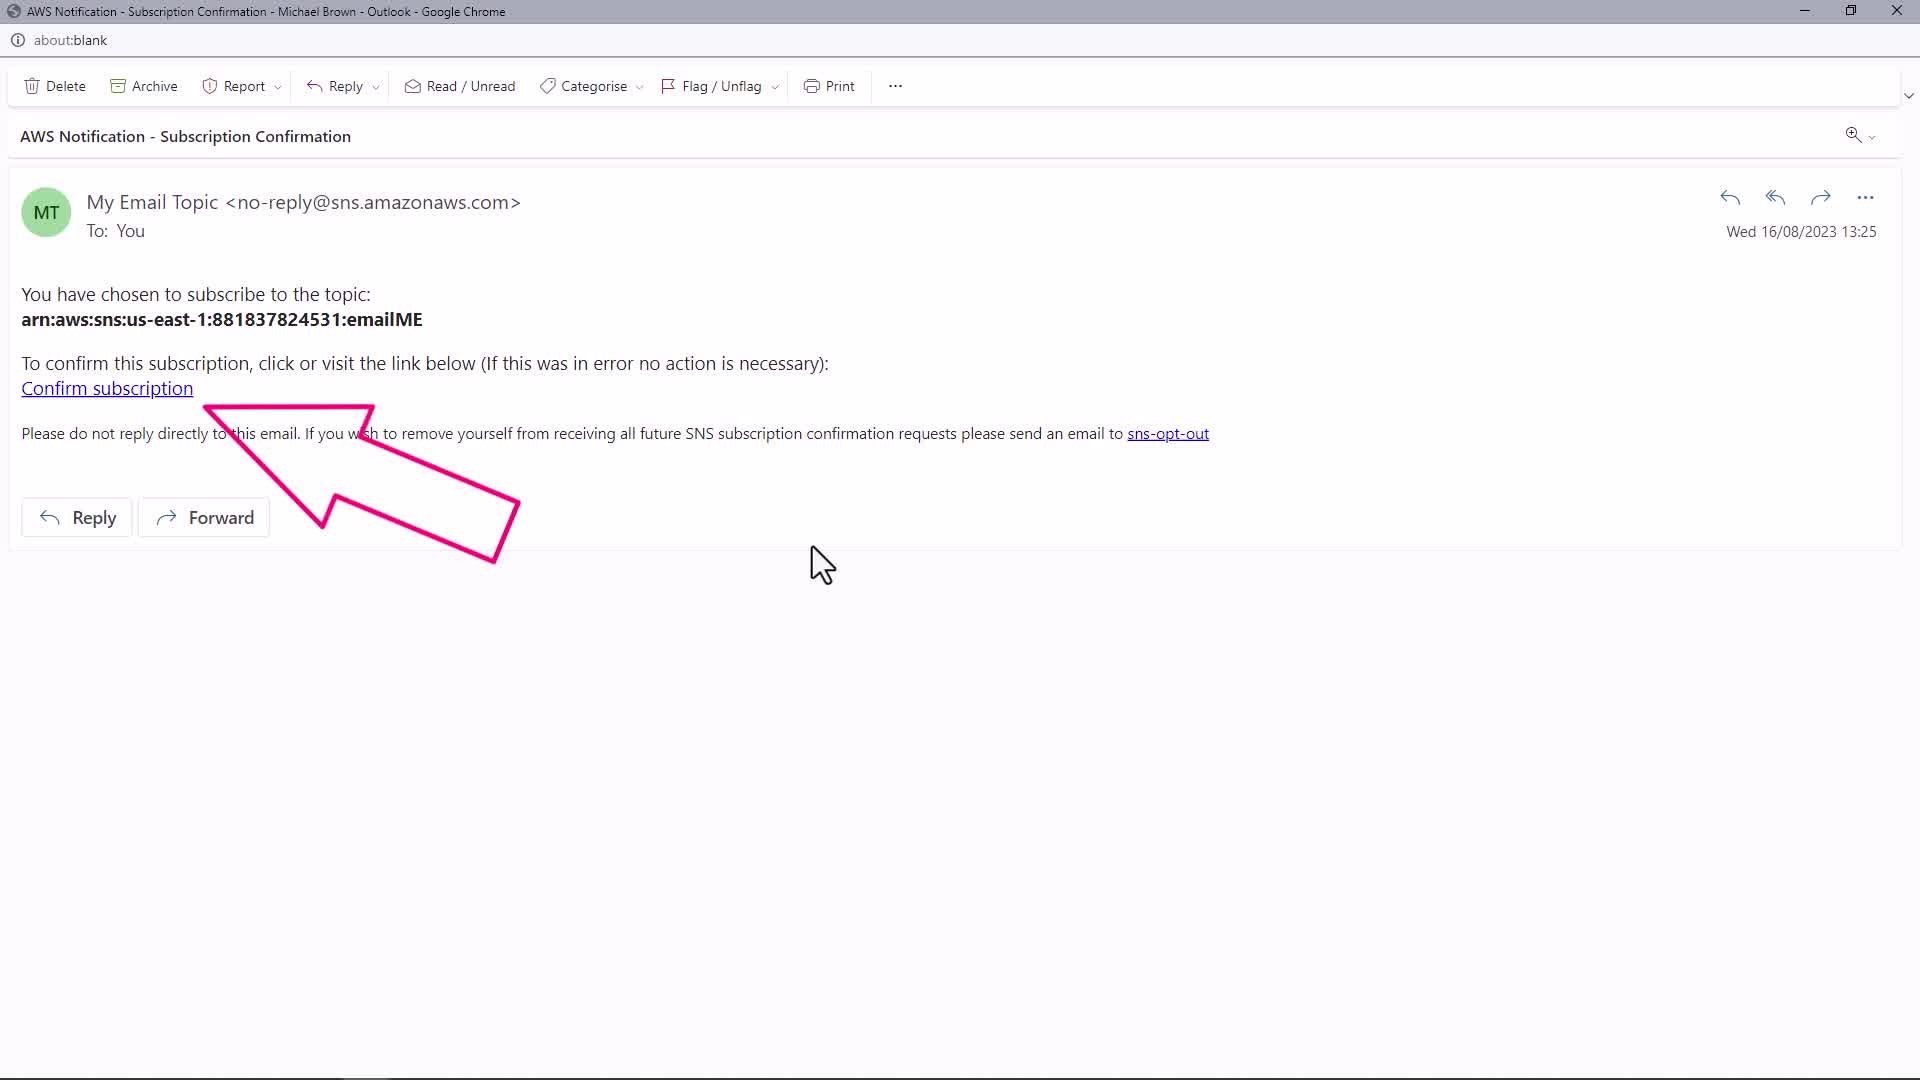 AWS Notification - Subscription Confirmation - Michael Brown - Outlook - Google Chrome
about:blank
Delete Archive Report Reply Read / Unread Categorise Flag / Unflag Print
AWS Notification - Subscription Confirmation
MT
My Email Topic <no-reply@sns.amazonaws.com>
To: You
Wed 16/08/2023 13:25
You have chosen to subscribe to the topic:
arn:aws:sns:us-east-1:881837824531:emailME
To confirm this subscription, click or visit the link below (If this was in error no action is necessary):
Confirm subscription
Please do not reply directly to this email. If you wish to remove yourself from receiving all future SNS subscription confirmation requests please send an email to sns-opt-out
Reply Forward